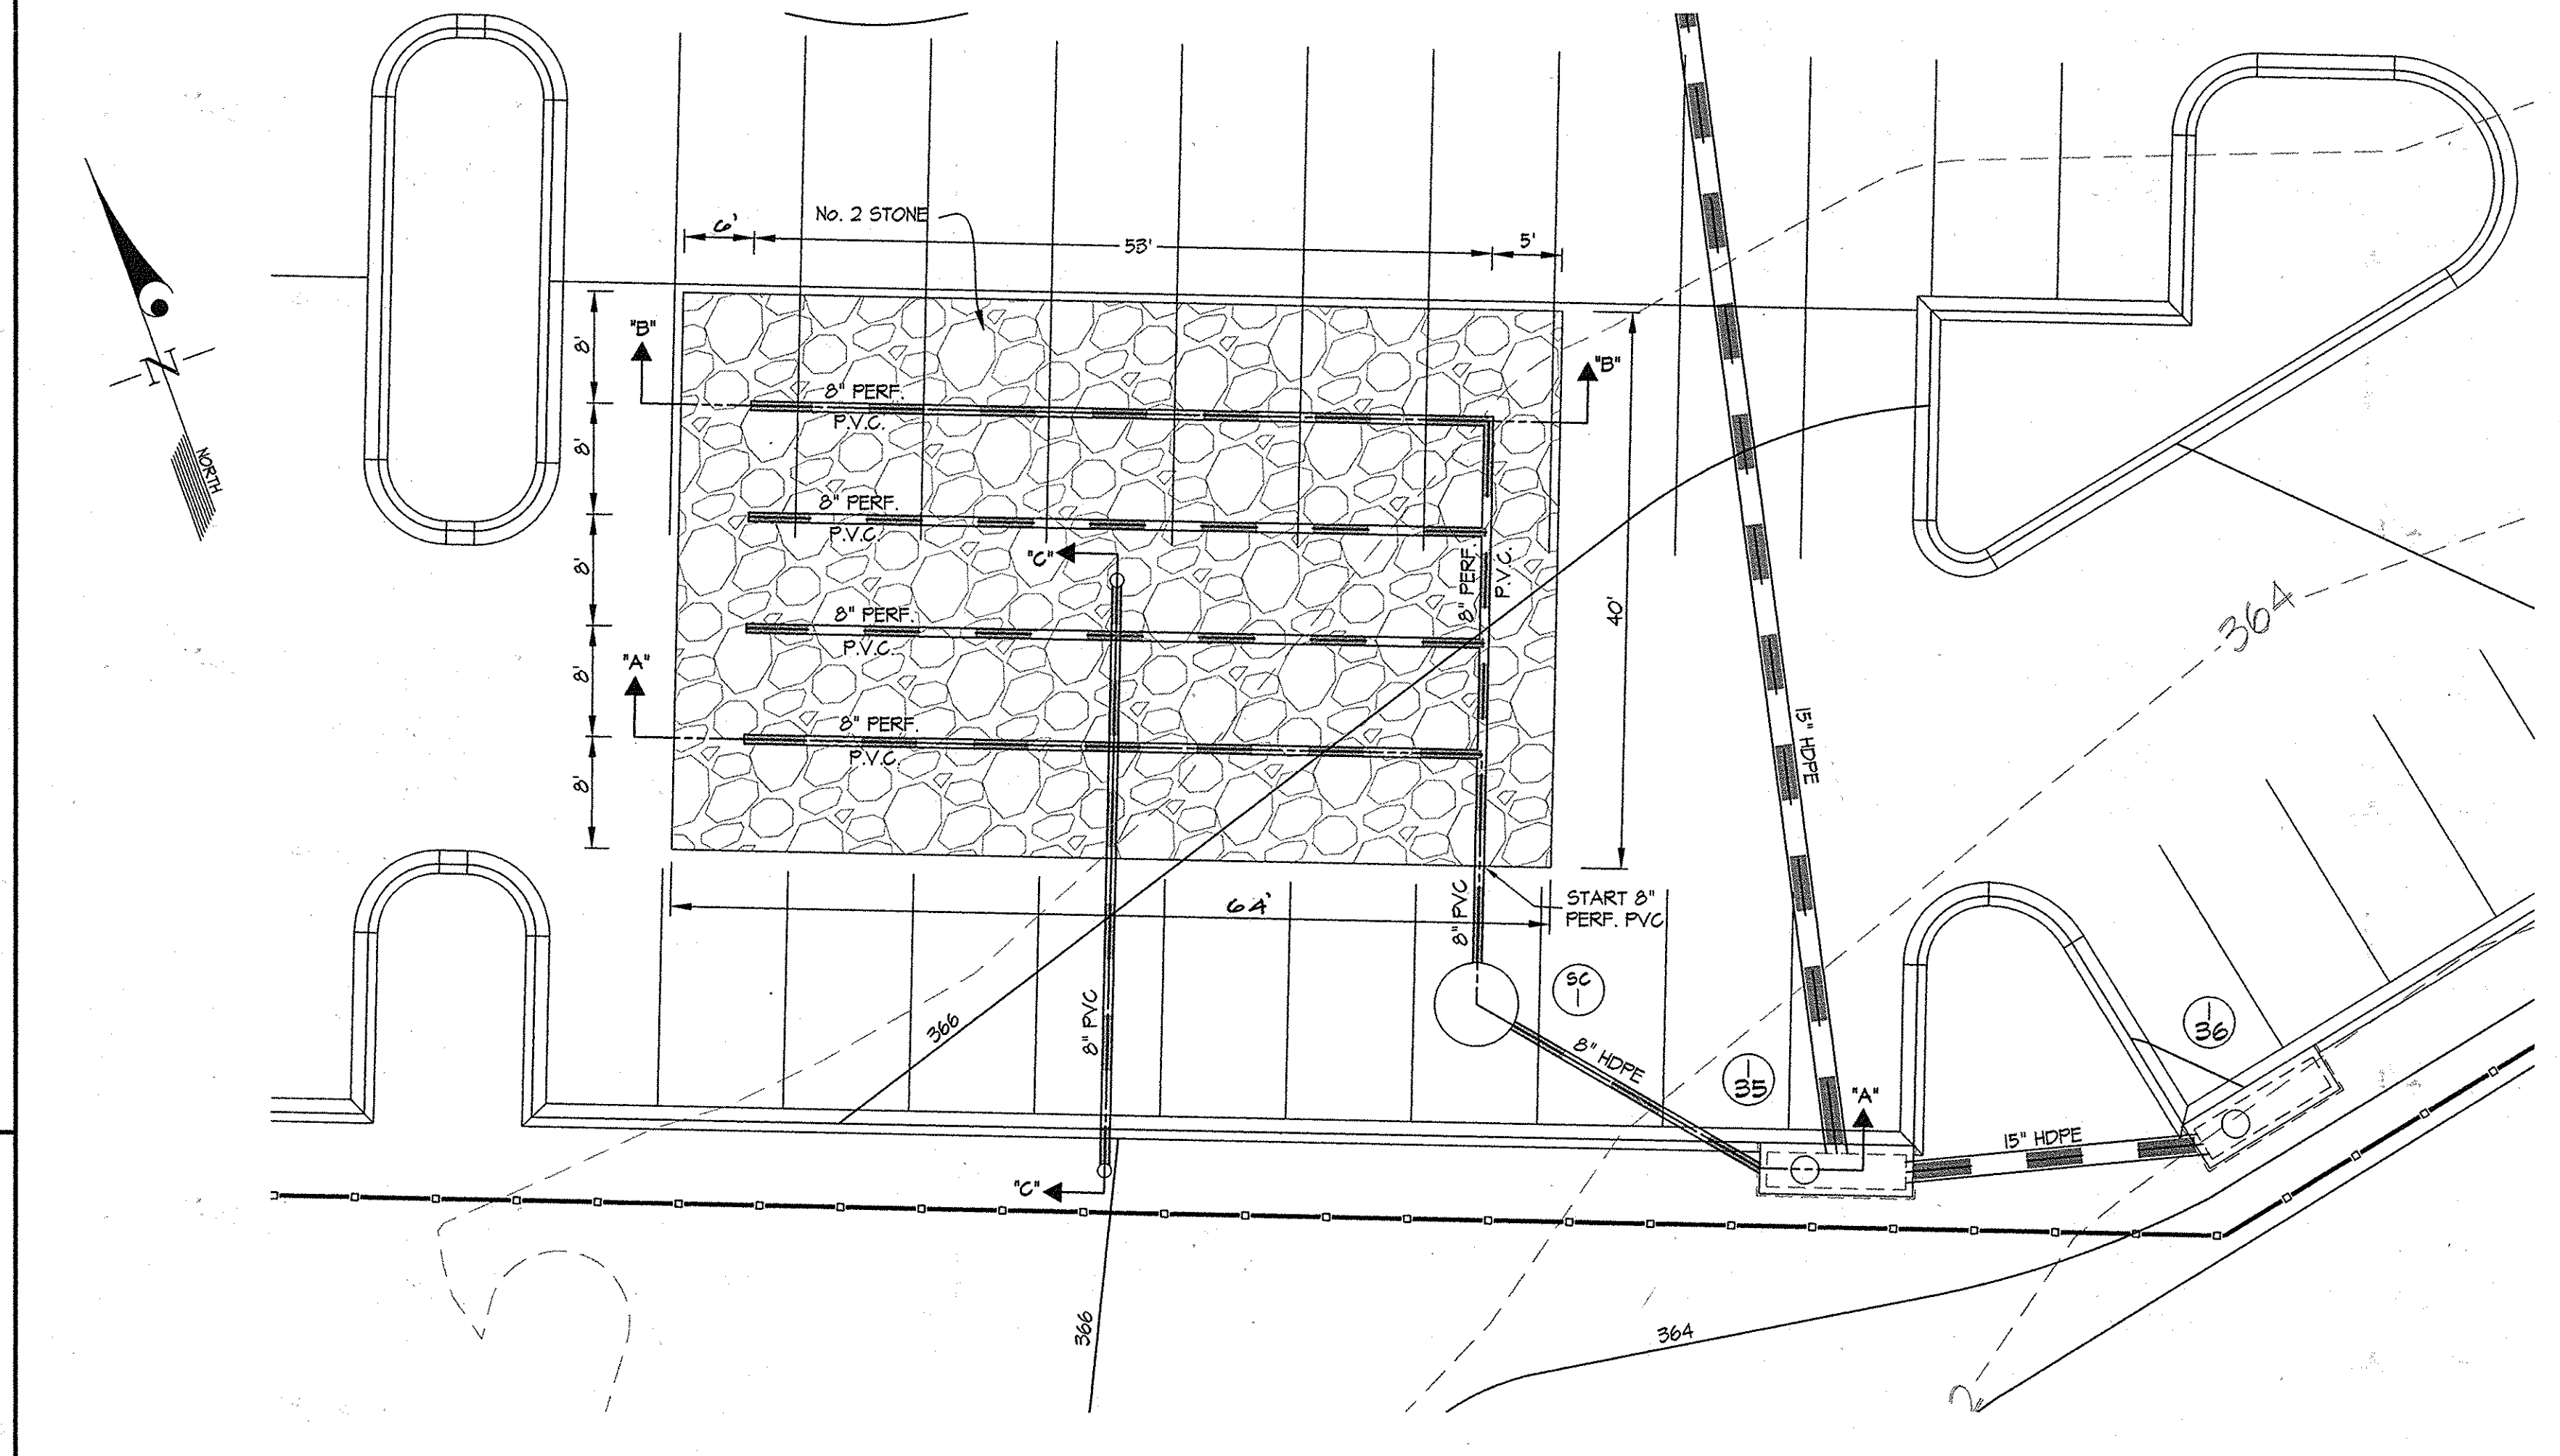 No. 2 STONE
6'
53'
5'
"B"
"B"
8'
8'
8'
8'
8'
8" PERF.
P.V.C.
8" PERF.
P.V.C.
"C"
8" PERF.
P.V.C.
8" PERF.
P.V.C.
"A"
8" PERF.
P.V.C.
40'
N
NORTH
364
15" HDPE
64'
8" PVC
START 8"
PERF. PVC
SC
1
8" PVC
366
8" HDPE
1
35
1
36
"A"
15" HDPE
"C"
366
364
2